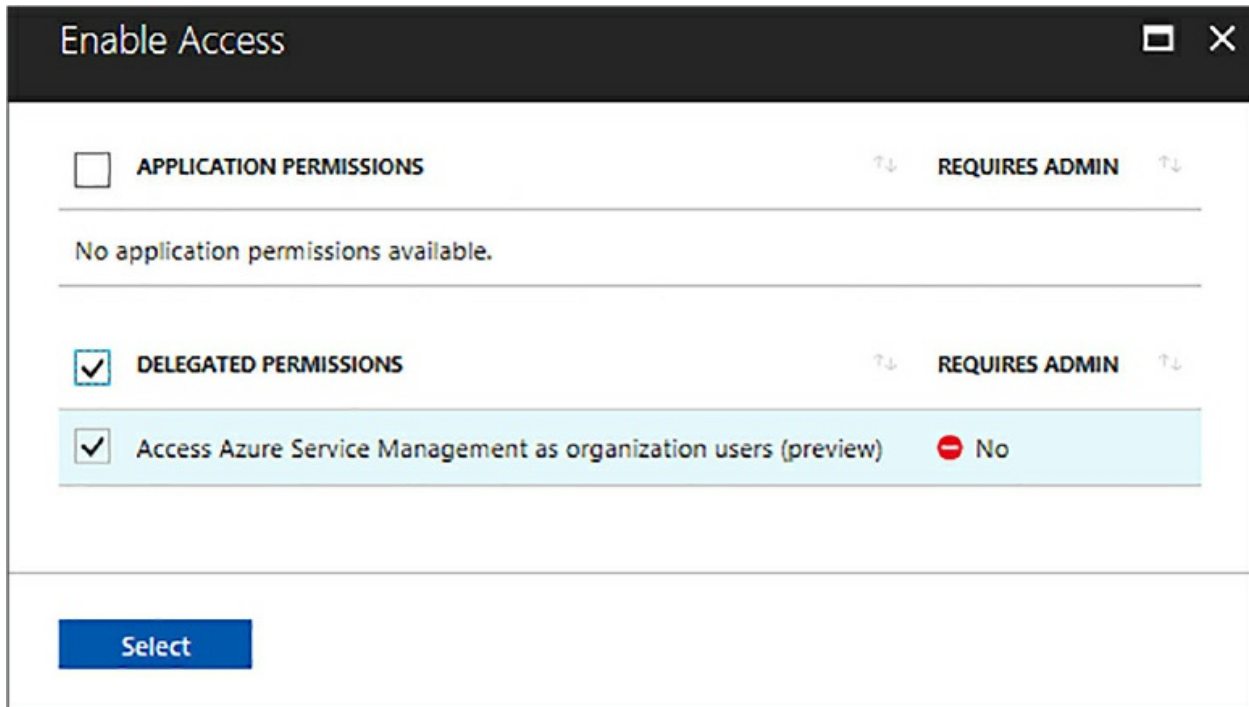 Enable Access
APPLICATION PERMISSIONS REQUIRES ADMIN
No application permissions available.
DELEGATED PERMISSIONS REQUIRES ADMIN
Access Azure Service Management as organization users (preview) No
Select